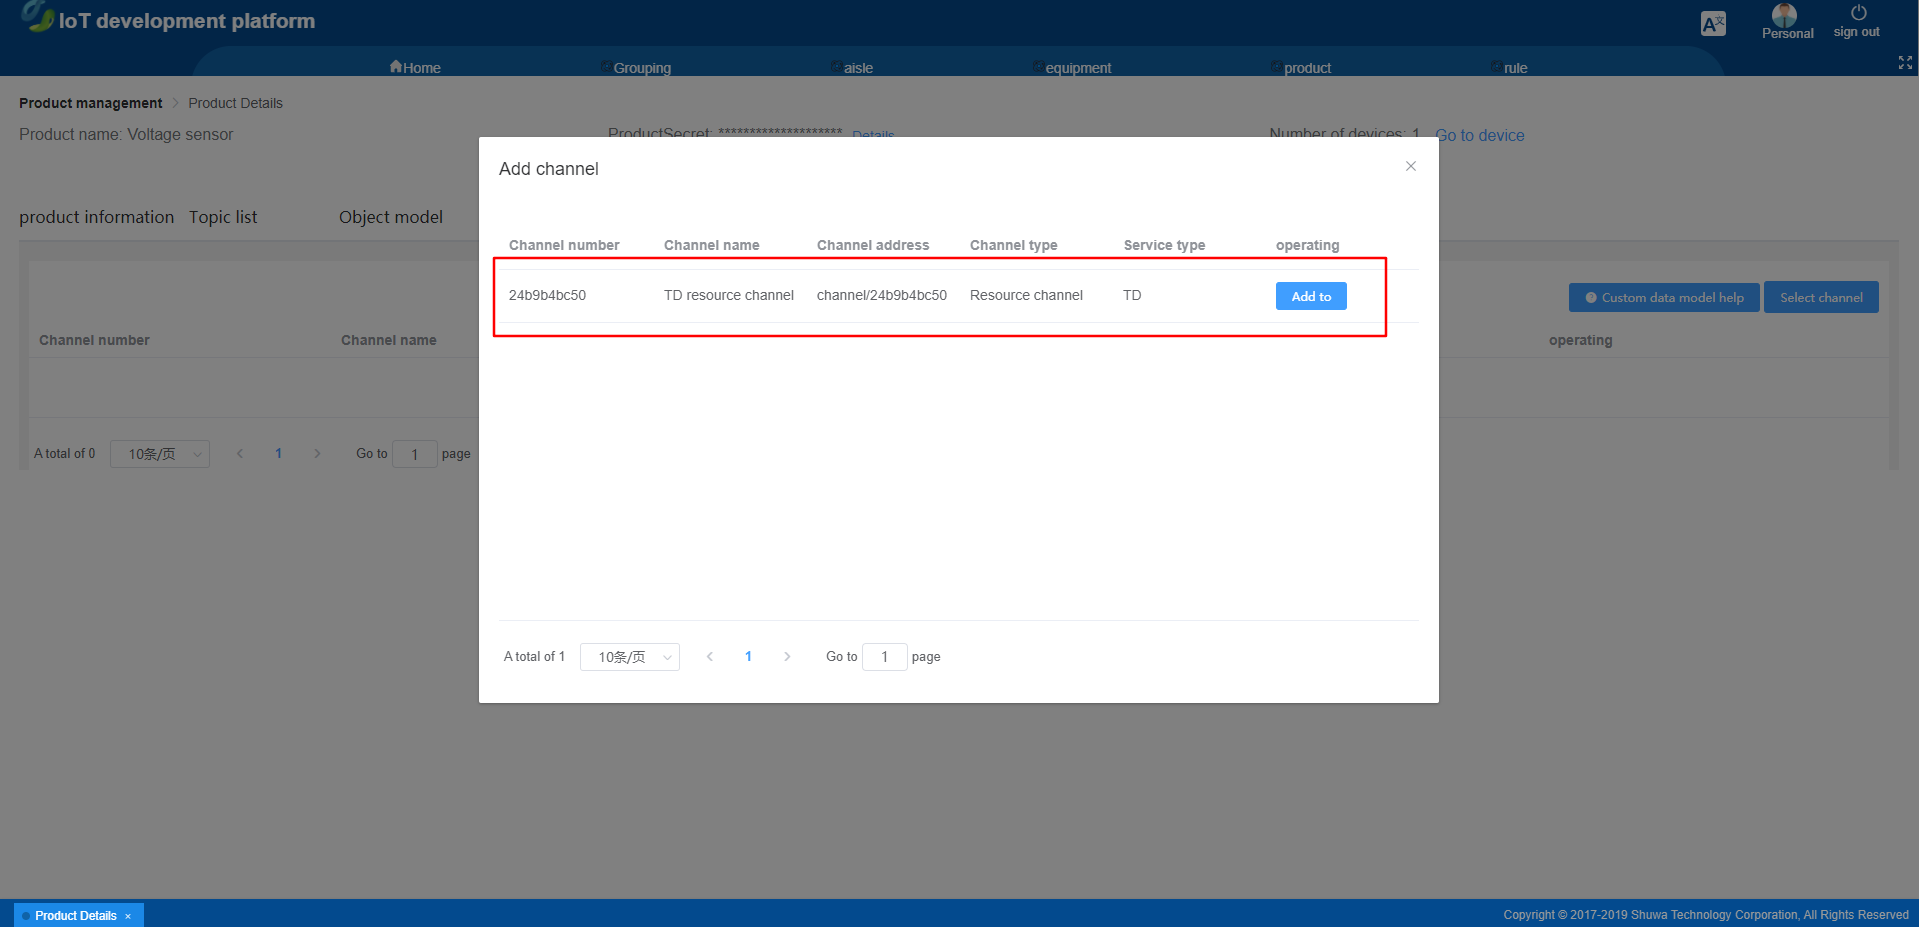 IoT development platform
Personal
sign out
Home
Grouping
aisle
equipment
product
rule
Product management > Product Details
Product name: Voltage sensor
ProductSecret: ******************** Details
Number of devices: 1 Go to device
product information
Topic list
Object model
Custom data model help
Select channel
Channel number
Channel name
operating
A total of 0
10条/页
1
Go to 1 page
Add channel
Channel number Channel name Channel address Channel type Service type operating
24b9b4bc50 TD resource channel channel/24b9b4bc50 Resource channel TD Add to
A total of 1
10条/页
1
Go to 1 page
Product Details ×
Copyright © 2017-2019 Shuwa Technology Corporation, All Rights Reserved